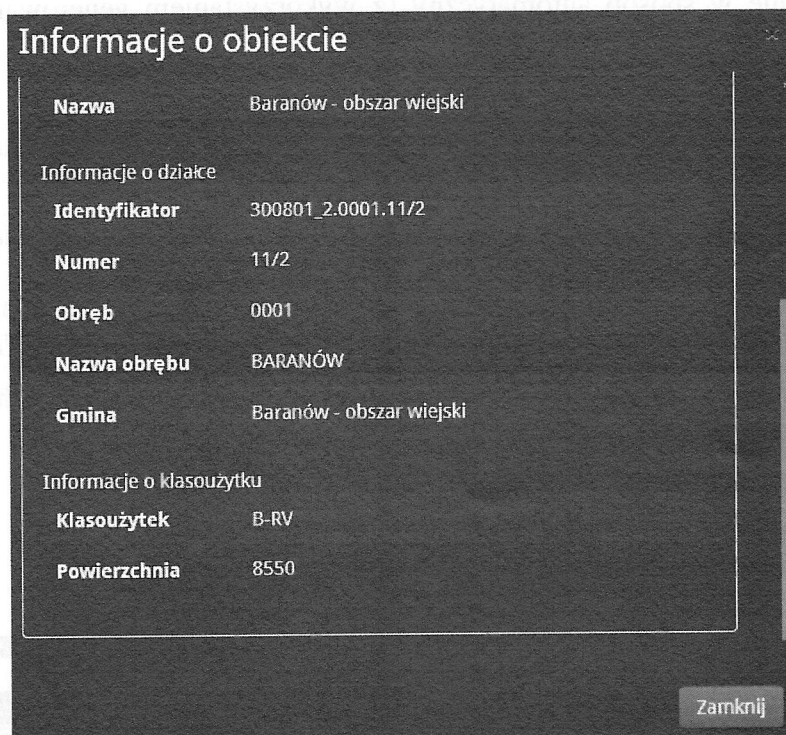 Informacje o obiekcie
Nazwa Baranów - obszar wiejski
Informacje o działce
Identyfikator 300801_2.0001.11/2
Numer 11/2
Obręb 0001
Nazwa obrębu BARANÓW
Gmina Baranów - obszar wiejski
Informacje o klasoużytku
Klasoużytek B-RV
Powierzchnia 8550
Zamknij